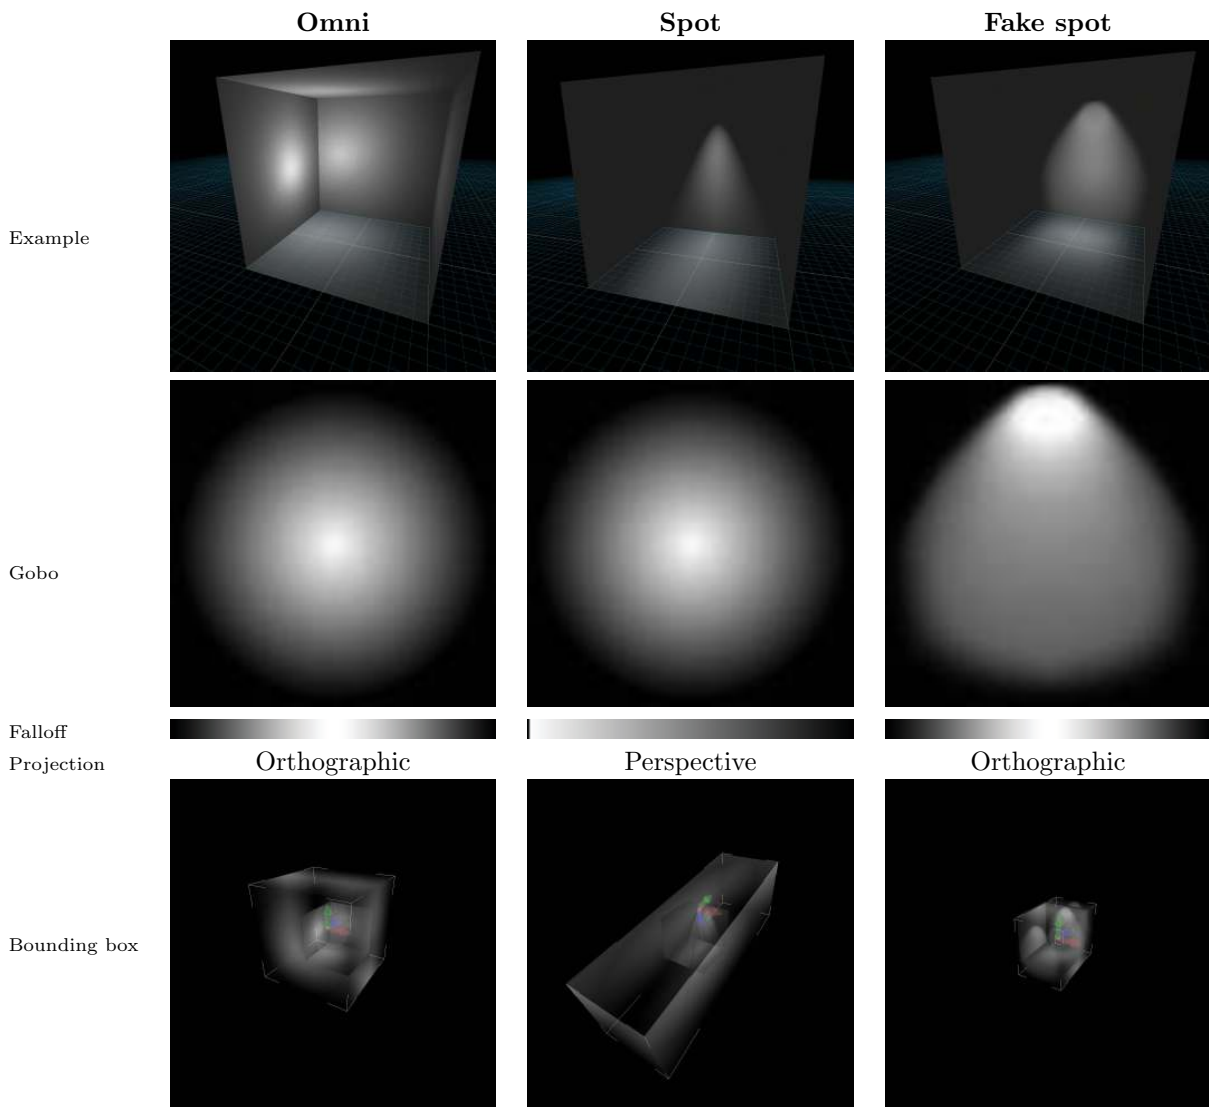 Omni Spot Fake spot
Example
Gobo
Falloff
Projection Orthographic Perspective Orthographic
Bounding box